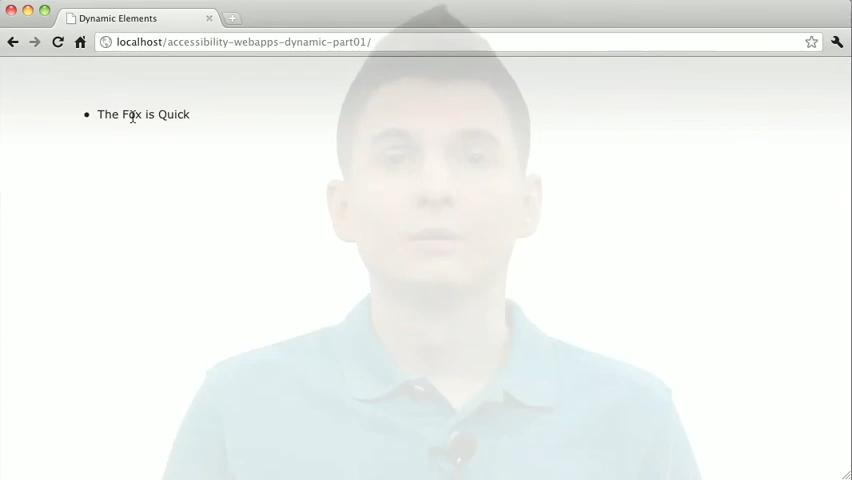 Dynamic Elements
localhost/accessibility-webapps-dynamic-part01/
• The Fox is Quick